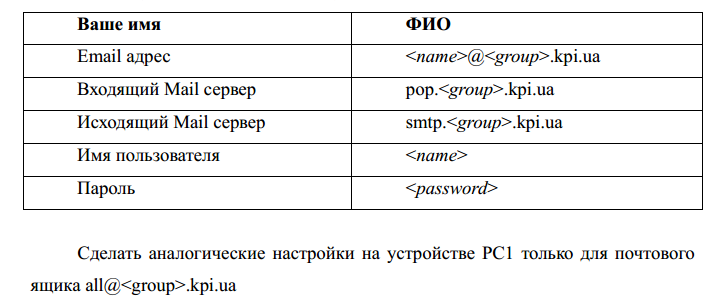 Ваше имя ФИО
Email адрес <name>@<group>.kpi.ua
Входящий Mail сервер pop.<group>.kpi.ua
Исходящий Mail сервер smtp.<group>.kpi.ua
Имя пользователя <name>
Пароль <password>
Сделать аналогические настройки на устройстве PC1 только для почтового
ящика all@<group>.kpi.ua